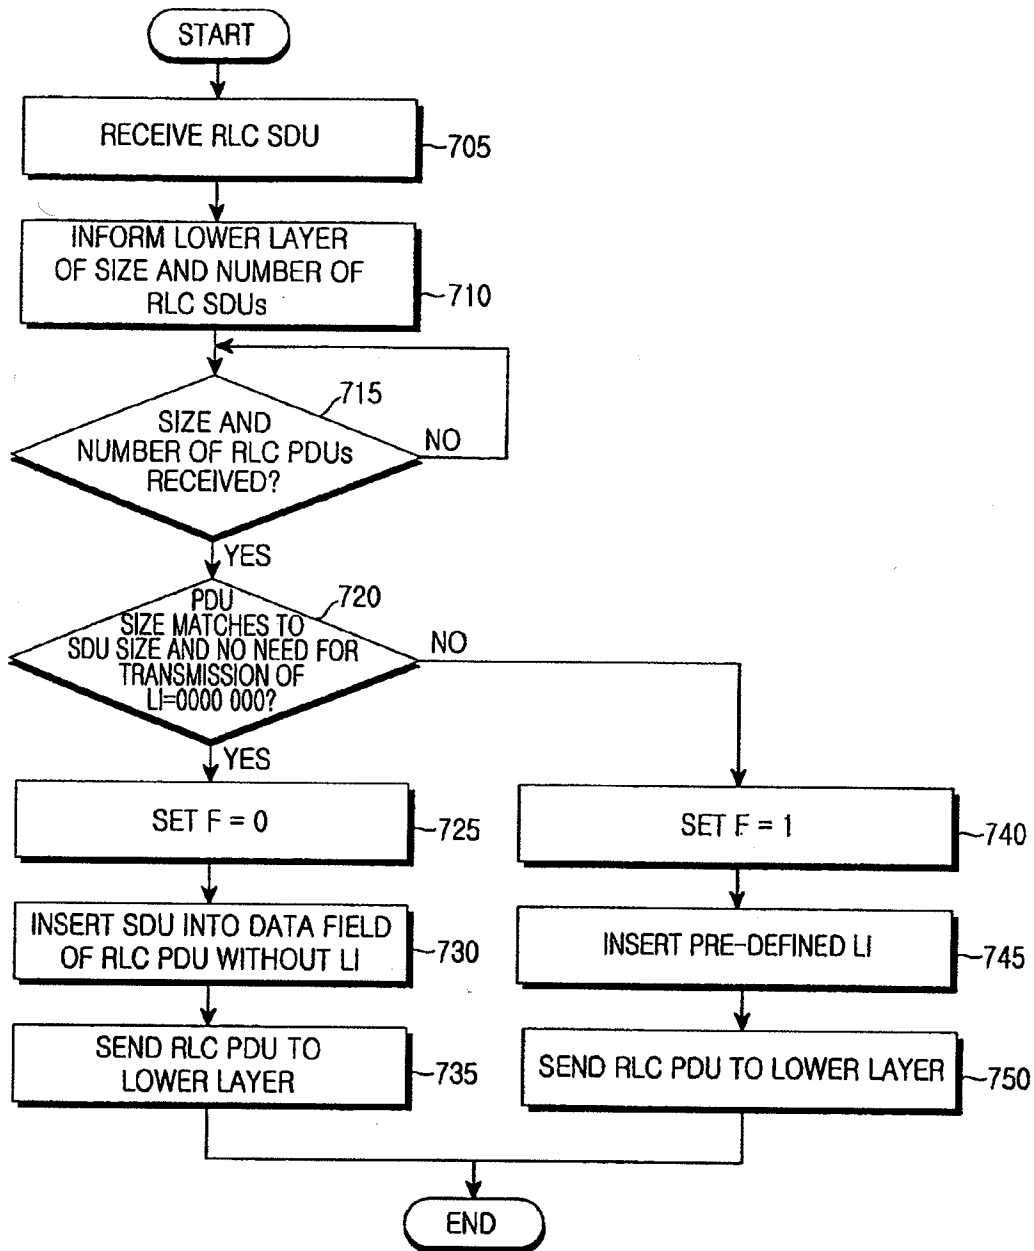 START
RECEIVE RLC SDU
705
INFORM LOWER LAYER
OF SIZE AND NUMBER OF
RLC SDUs
710
715
SIZE AND
NUMBER OF RLC PDUs
RECEIVED?
NO
YES
720
PDU
SIZE MATCHES TO
SDU SIZE AND NO NEED FOR
TRANSMISSION OF
LI=0000 000?
NO
YES
SET F = 0
725
SET F = 1
740
INSERT SDU INTO DATA FIELD
OF RLC PDU WITHOUT LI
730
INSERT PRE-DEFINED LI
745
SEND RLC PDU TO
LOWER LAYER
735
SEND RLC PDU TO LOWER LAYER
750
END